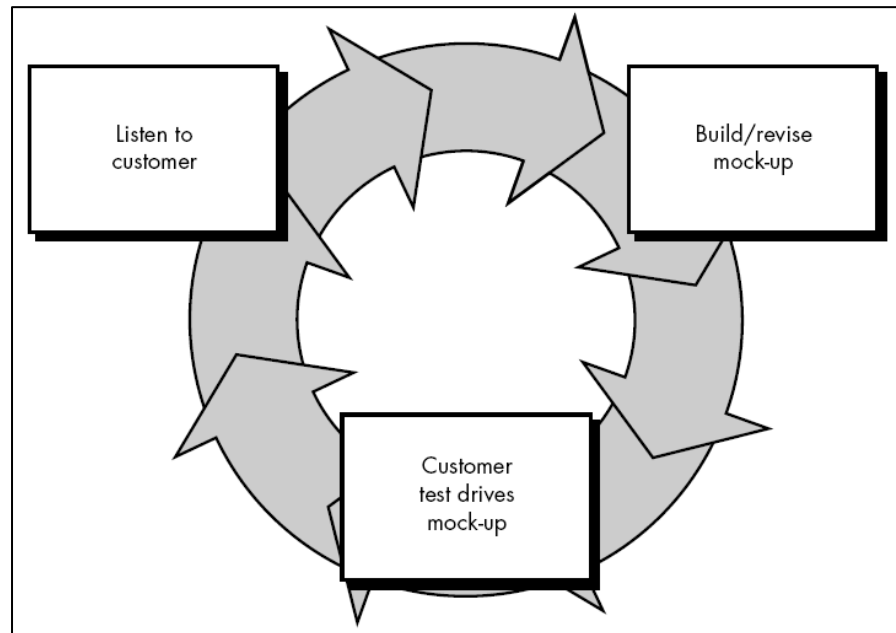 Listen to
customer
Build/revise
mock-up
Customer
test drives
mock-up